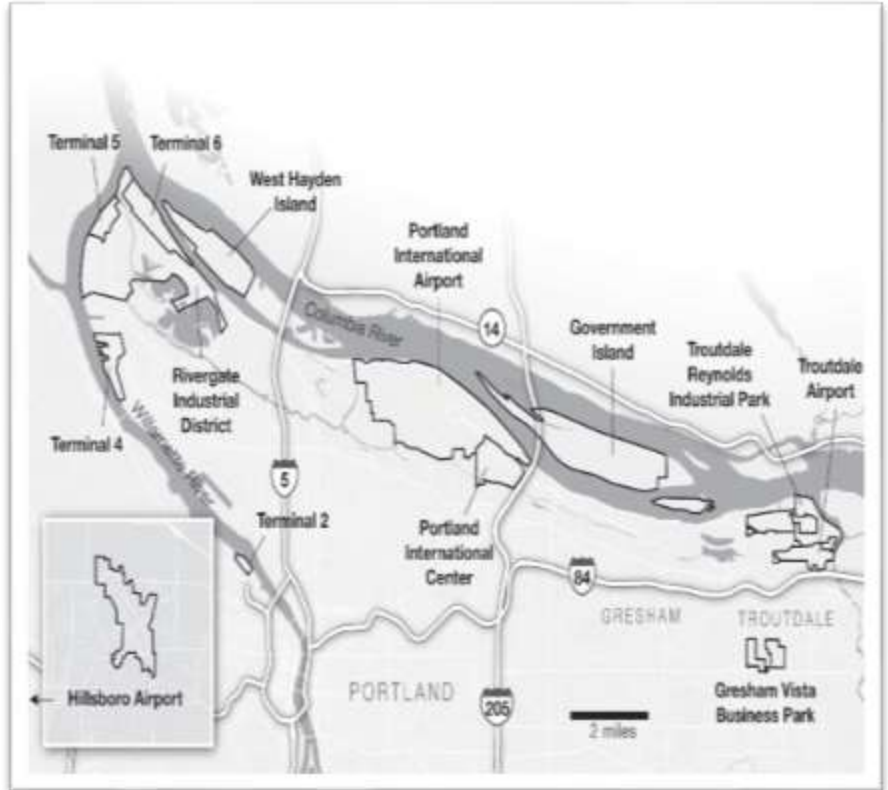 Terminal 5
Terminal 6
West Hayden
Island
Portland
International
Airport
Columbia River
14
Government
Island
Troutdale
Reynolds
Industrial Park
Troutdale
Airport
Rivergate
Industrial
District
Terminal 4
Willamette River
5
Terminal 2
Portland
International
Center
84
GRESHAM
TROUTDALE
Hillsboro Airport
PORTLAND
205
2 miles
Gresham Vista
Business Park